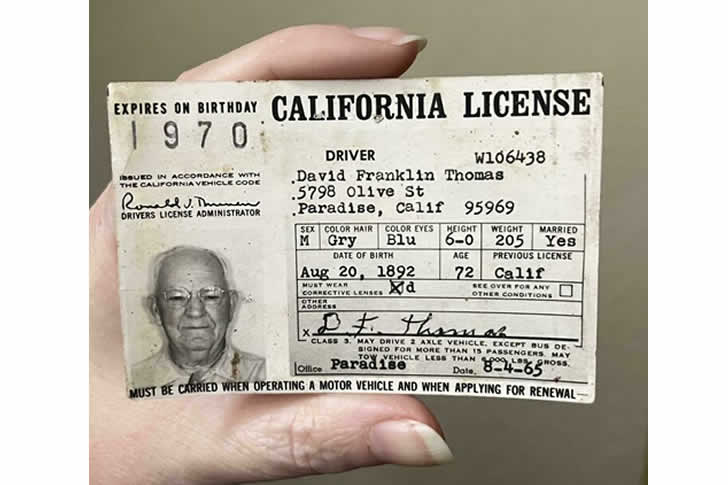 EXPIRES ON BIRTHDAY
1970
CALIFORNIA LICENSE
ISSUED IN ACCORDANCE WITH
THE CALIFORNIA VEHICLE CODE
DRIVERS LICENSE ADMINISTRATOR
DRIVER W106438
David Franklin Thomas
5798 Olive St
Paradise, Calif 95969
SEX COLOR HAIR COLOR EYES HEIGHT WEIGHT MARRIED
M Gry Blu 6-0 205 Yes
DATE OF BIRTH AGE PREVIOUS LICENSE
Aug 20, 1892 72 Calif
MUST WEAR
CORRECTIVE LENSES
SEE OVER FOR ANY
OTHER CONDITIONS
OTHER
ADDRESS
X D. F. Thomas
CLASS 3. MAY DRIVE 2 AXLE VEHICLE, EXCEPT BUS DE-
SIGNED FOR MORE THAN 15 PASSENGERS. MAY
TOW VEHICLE LESS THAN 6,000 LBS. GROSS.
Office Paradise Date. 8-4-65
MUST BE CARRIED WHEN OPERATING A MOTOR VEHICLE AND WHEN APPLYING FOR RENEWAL